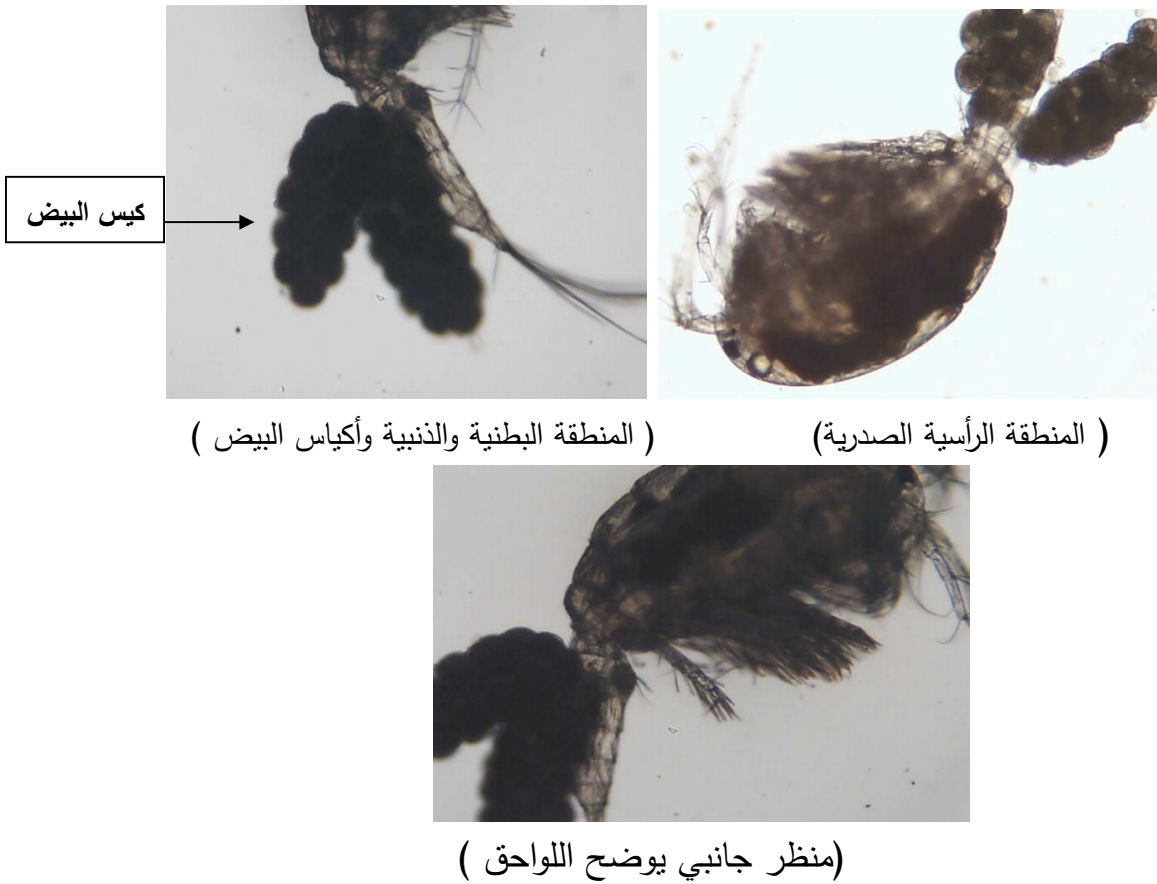 كيس البيض
( المنطقة الرأسية الصدرية)
( المنطقة البطنية والذنبية وأكياس البيض )
(منظر جانبي يوضح اللواحق )